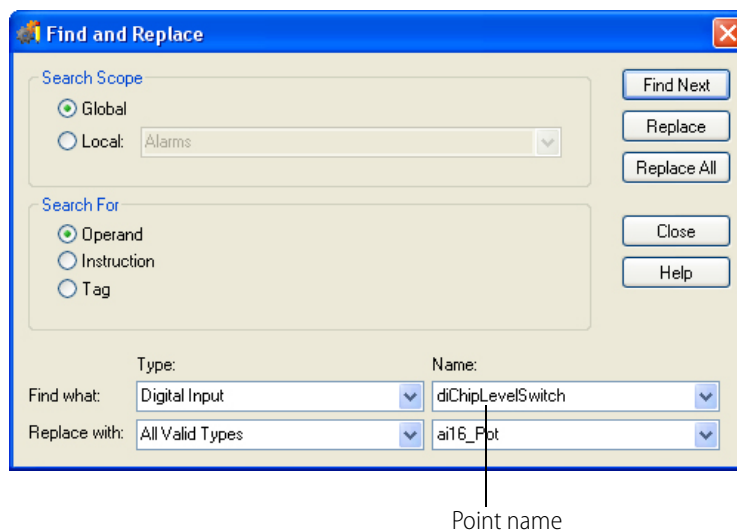 Find and Replace
Search Scope
Global
Local: Alarms
Find Next
Replace
Replace All
Search For
Operand
Instruction
Tag
Close
Help
Type: Name:
Find what: Digital Input diChipLevelSwitch
Replace with: All Valid Types ai16_Pot
Point name